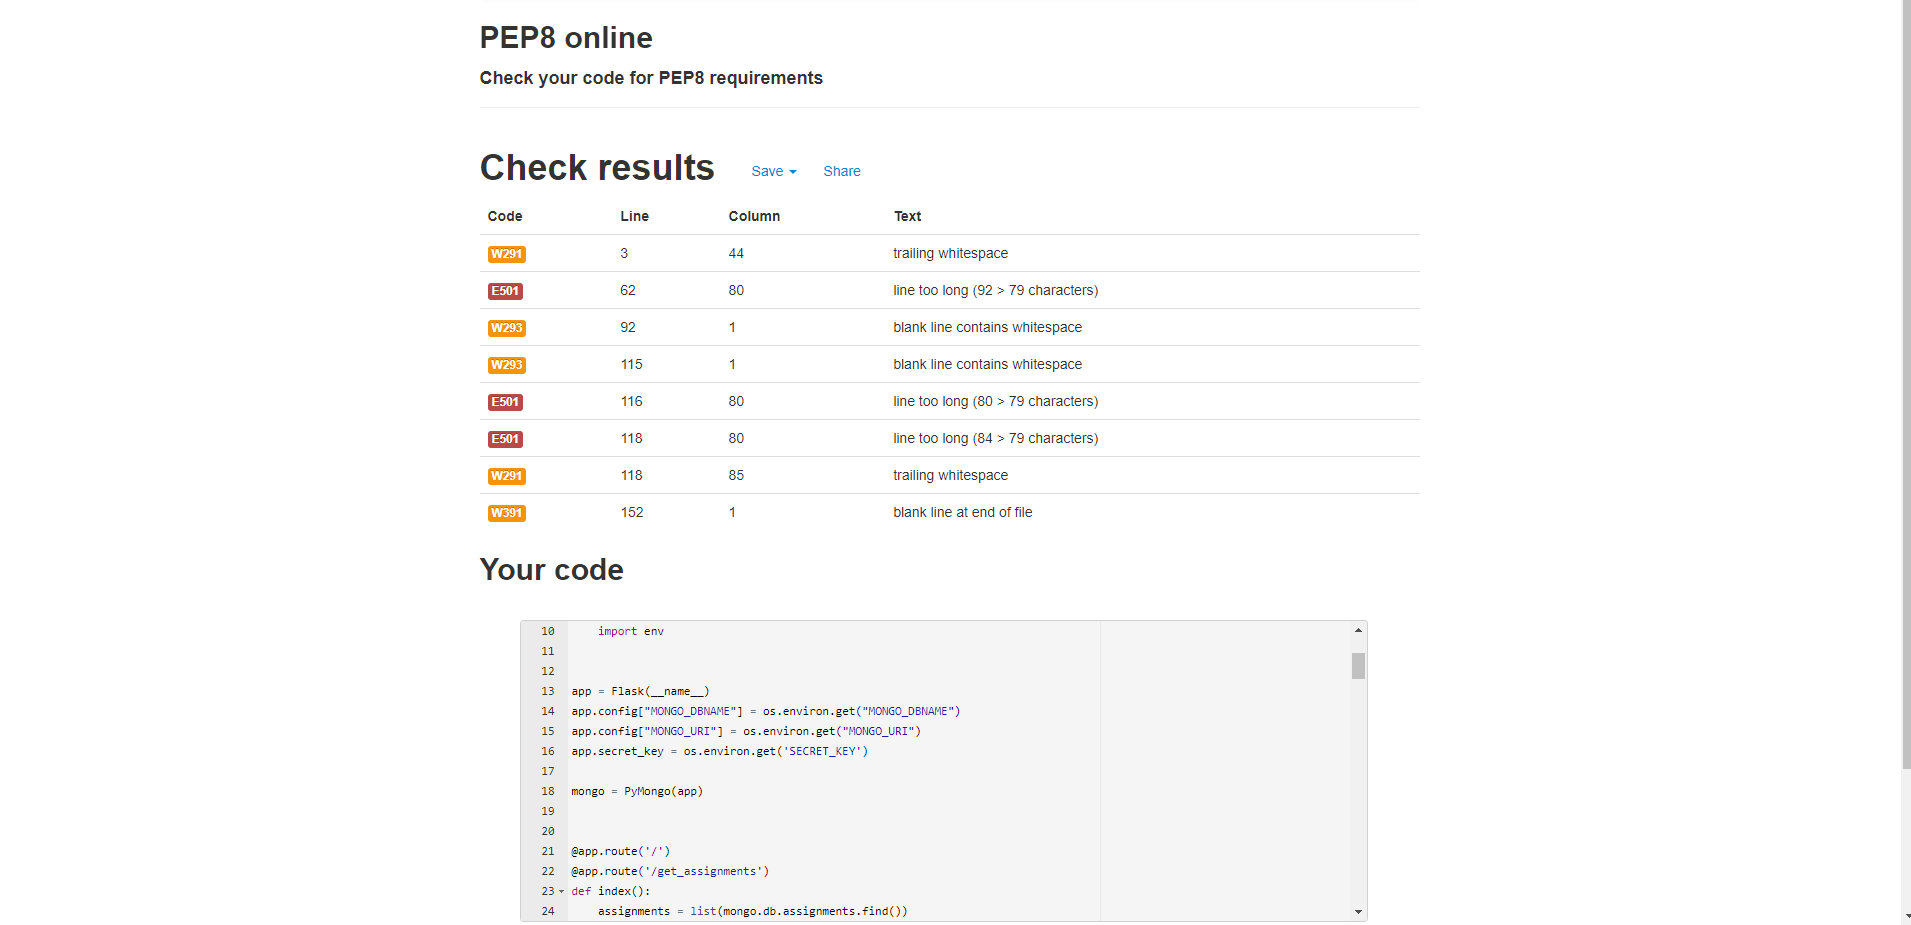 PEP8 online
Check your code for PEP8 requirements
Check results Save Share
Code Line Column Text
W291 3 44 trailing whitespace
E501 62 80 line too long (92 > 79 characters)
W293 92 1 blank line contains whitespace
W293 115 1 blank line contains whitespace
E501 116 80 line too long (80 > 79 characters)
E501 118 80 line too long (84 > 79 characters)
W291 118 85 trailing whitespace
W391 152 1 blank line at end of file
Your code
10     import env
11
12
13 app = Flask(__name__)
14 app.config["MONGO_DBNAME"] = os.environ.get("MONGO_DBNAME")
15 app.config["MONGO_URI"] = os.environ.get("MONGO_URI")
16 app.secret_key = os.environ.get('SECRET_KEY')
17
18 mongo = PyMongo(app)
19
20
21 @app.route('/')
22 @app.route('/get_assignments')
23 def index():
24     assignments = list(mongo.db.assignments.find())